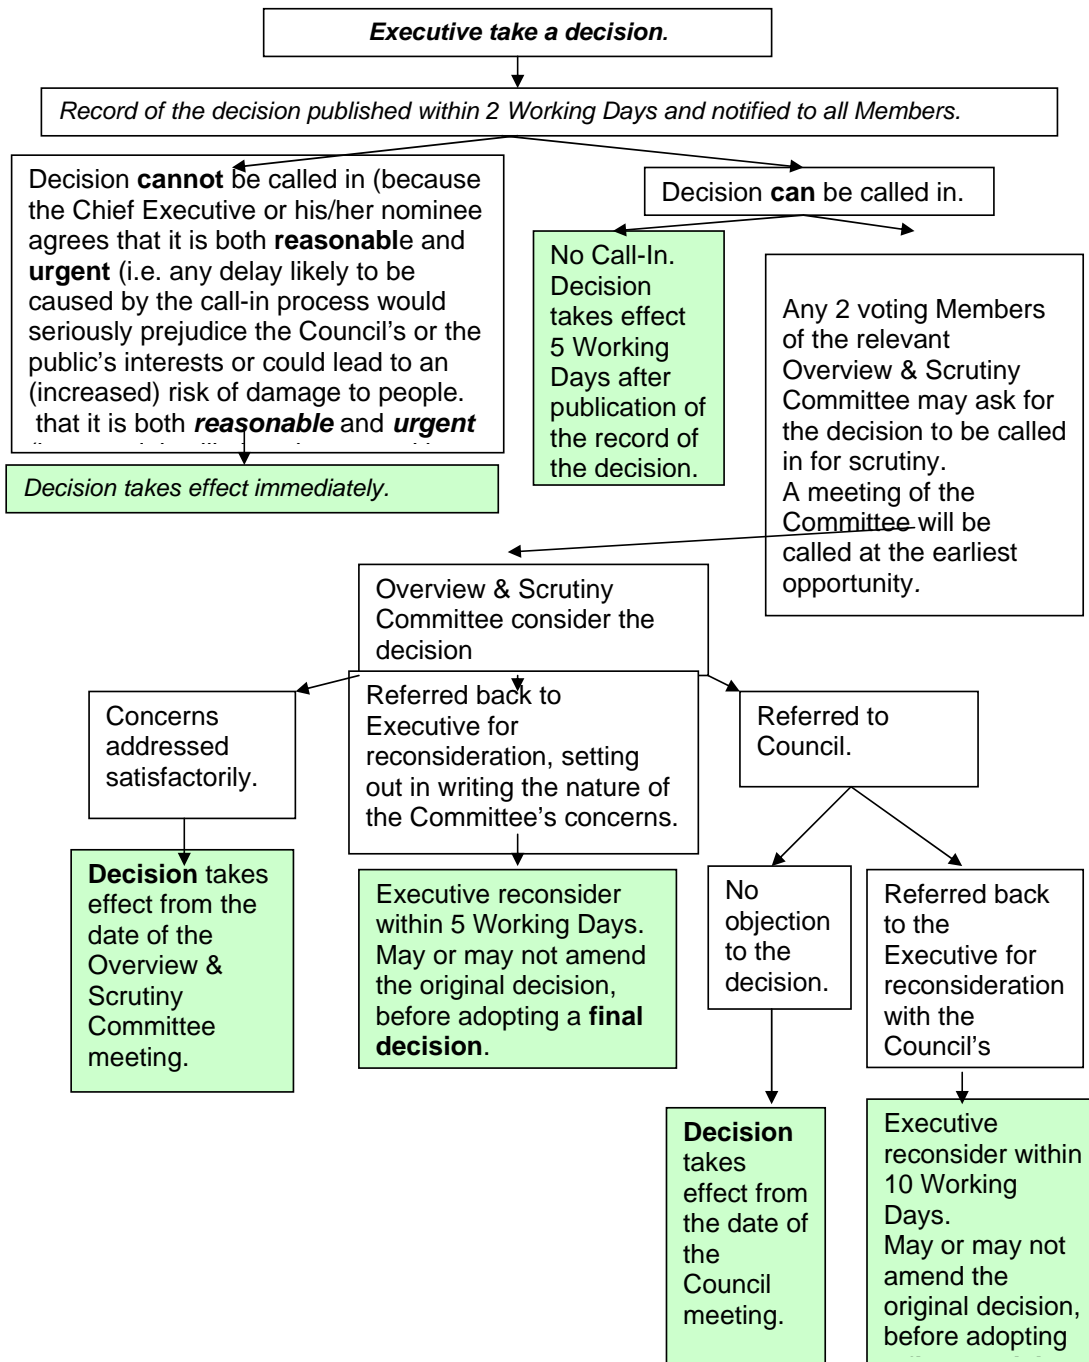 Executive take a decision.
Record of the decision published within 2 Working Days and notified to all Members.
Decision cannot be called in (because
the Chief Executive or his/her nominee
agrees that it is both reasonable and
urgent (i.e. any delay likely to be
caused by the call-in process would
seriously prejudice the Council's or the
public's interests or could lead to an
(increased) risk of damage to people.
that it is both reasonable and urgent
Decision takes effect immediately.
Decision can be called in.
No Call-In.
Decision
takes effect
5 Working
Days after
publication of
the record of
the decision.
Any 2 voting Members
of the relevant
Overview & Scrutiny
Committee may ask for
the decision to be called
in for scrutiny.
A meeting of the
Committee will be
called at the earliest
opportunity.
Overview & Scrutiny
Committee consider the
decision
Concerns
addressed
satisfactorily.
Decision takes
effect from the
date of the
Overview &
Scrutiny
Committee
meeting.
Referred back to
Executive for
reconsideration, setting
out in writing the nature of
the Committee's concerns.
Executive reconsider
within 5 Working Days.
May or may not amend
the original decision,
before adopting a final
decision.
Referred to
Council.
No
objection
to the
decision.
Decision
takes
effect from
the date of
the
Council
meeting.
Referred back
to the
Executive for
reconsideration
with the
Council's
Executive
reconsider within
10 Working
Days.
May or may not
amend the
original decision,
before adopting